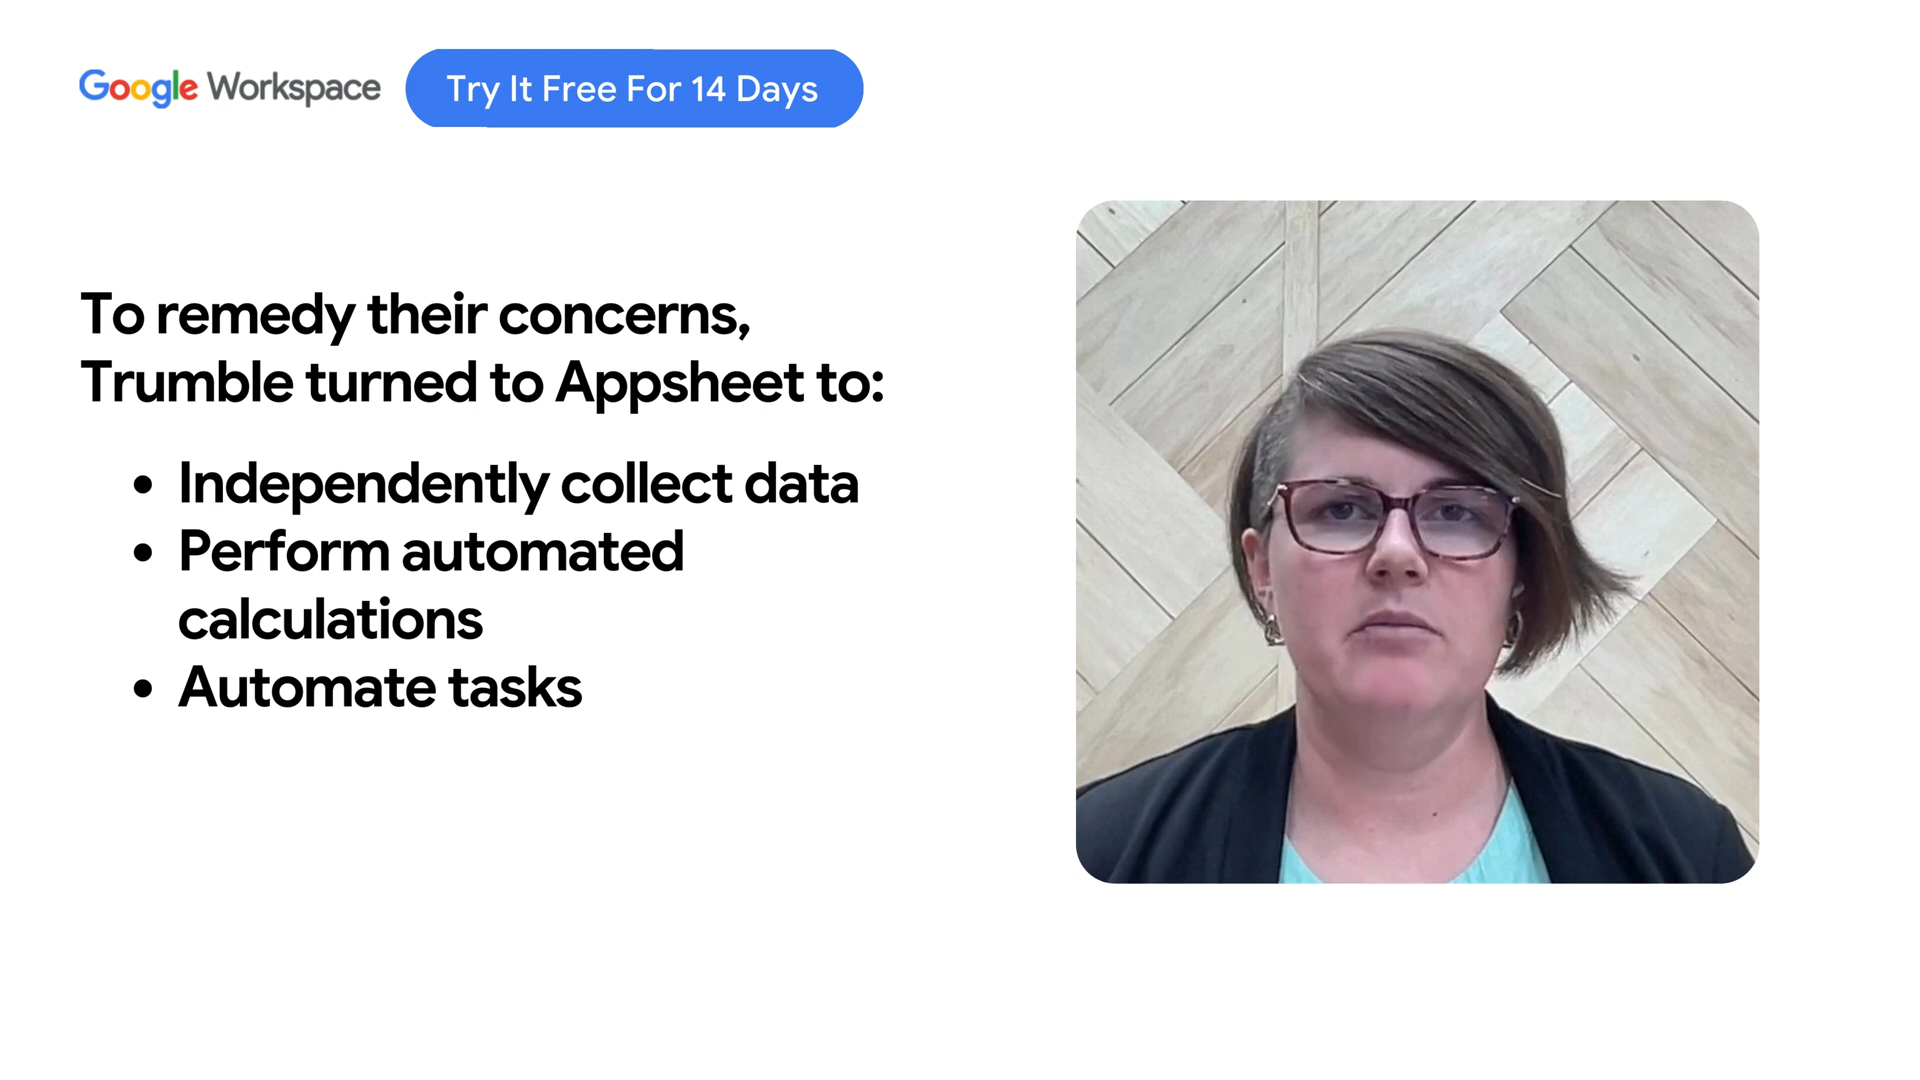 Google Workspace
Try It Free For 14 Days
To remedy their concerns,
Trumble turned to Appsheet to:
• Independently collect data
• Perform automated
calculations
• Automate tasks